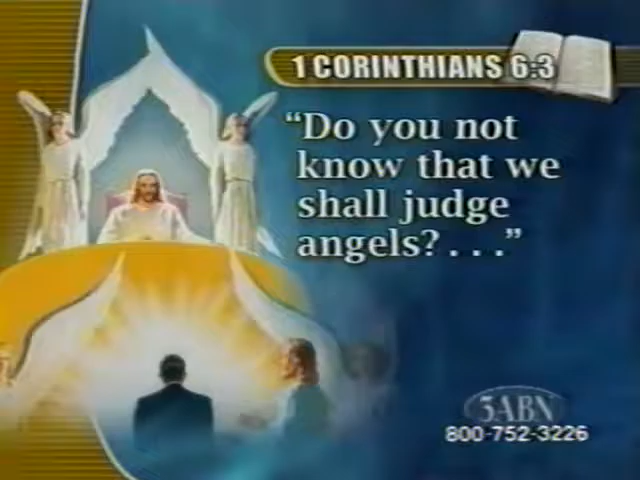 1 CORINTHIANS 6:3
“Do you not
know that we
shall judge
angels? . . .”
3ABN
800-752-3226